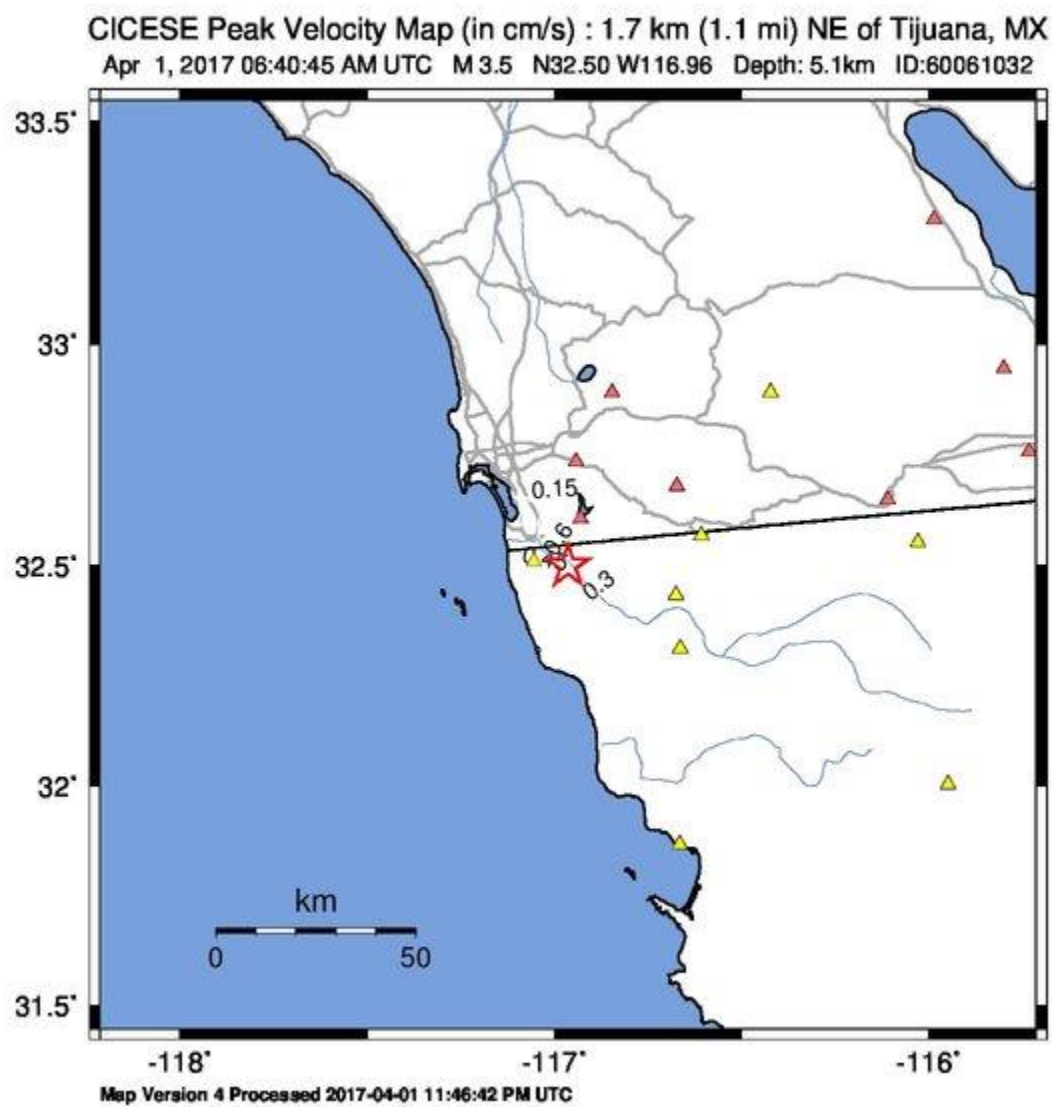 CICESE Peak Velocity Map (in cm/s) : 1.7 km (1.1 mi) NE of Tijuana, MX
Apr 1, 2017 06:40:45 AM UTC M 3.5 N32.50 W116.96 Depth: 5.1km ID:60061032
33.5˚
33˚
0.15
32.5˚
0.3
32˚
km
0 50
31.5˚
-118˚ -117˚ -116˚
Map Version 4 Processed 2017-04-01 11:46:42 PM UTC